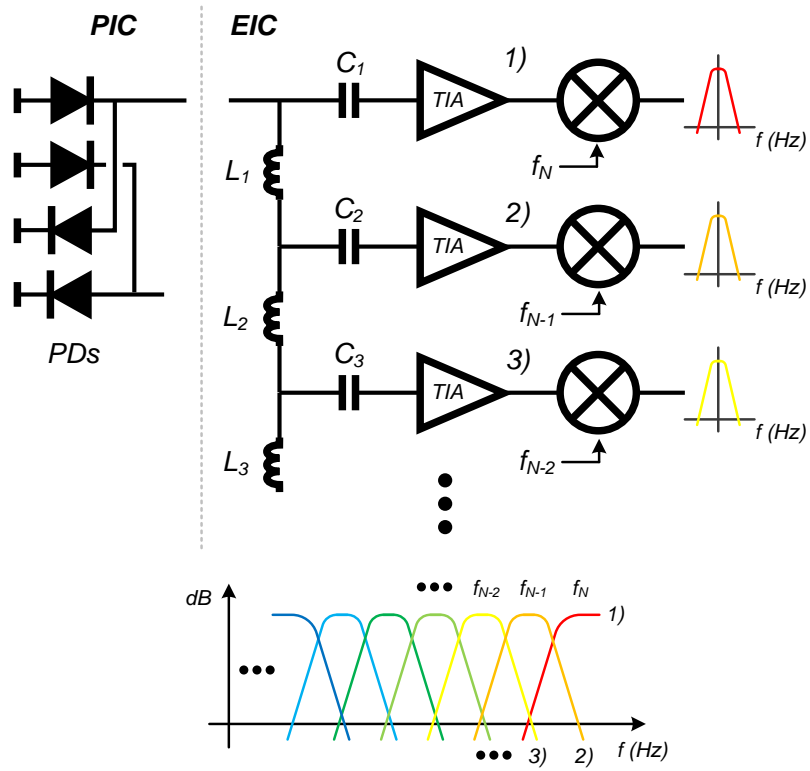 PIC
EIC
C1
TIA
1)
fN
f (Hz)
L1
C2
TIA
2)
fN-1
f (Hz)
L2
PDs
C3
TIA
3)
fN-2
f (Hz)
L3
dB
fN-2
fN-1
fN
1)
3)
2)
f (Hz)